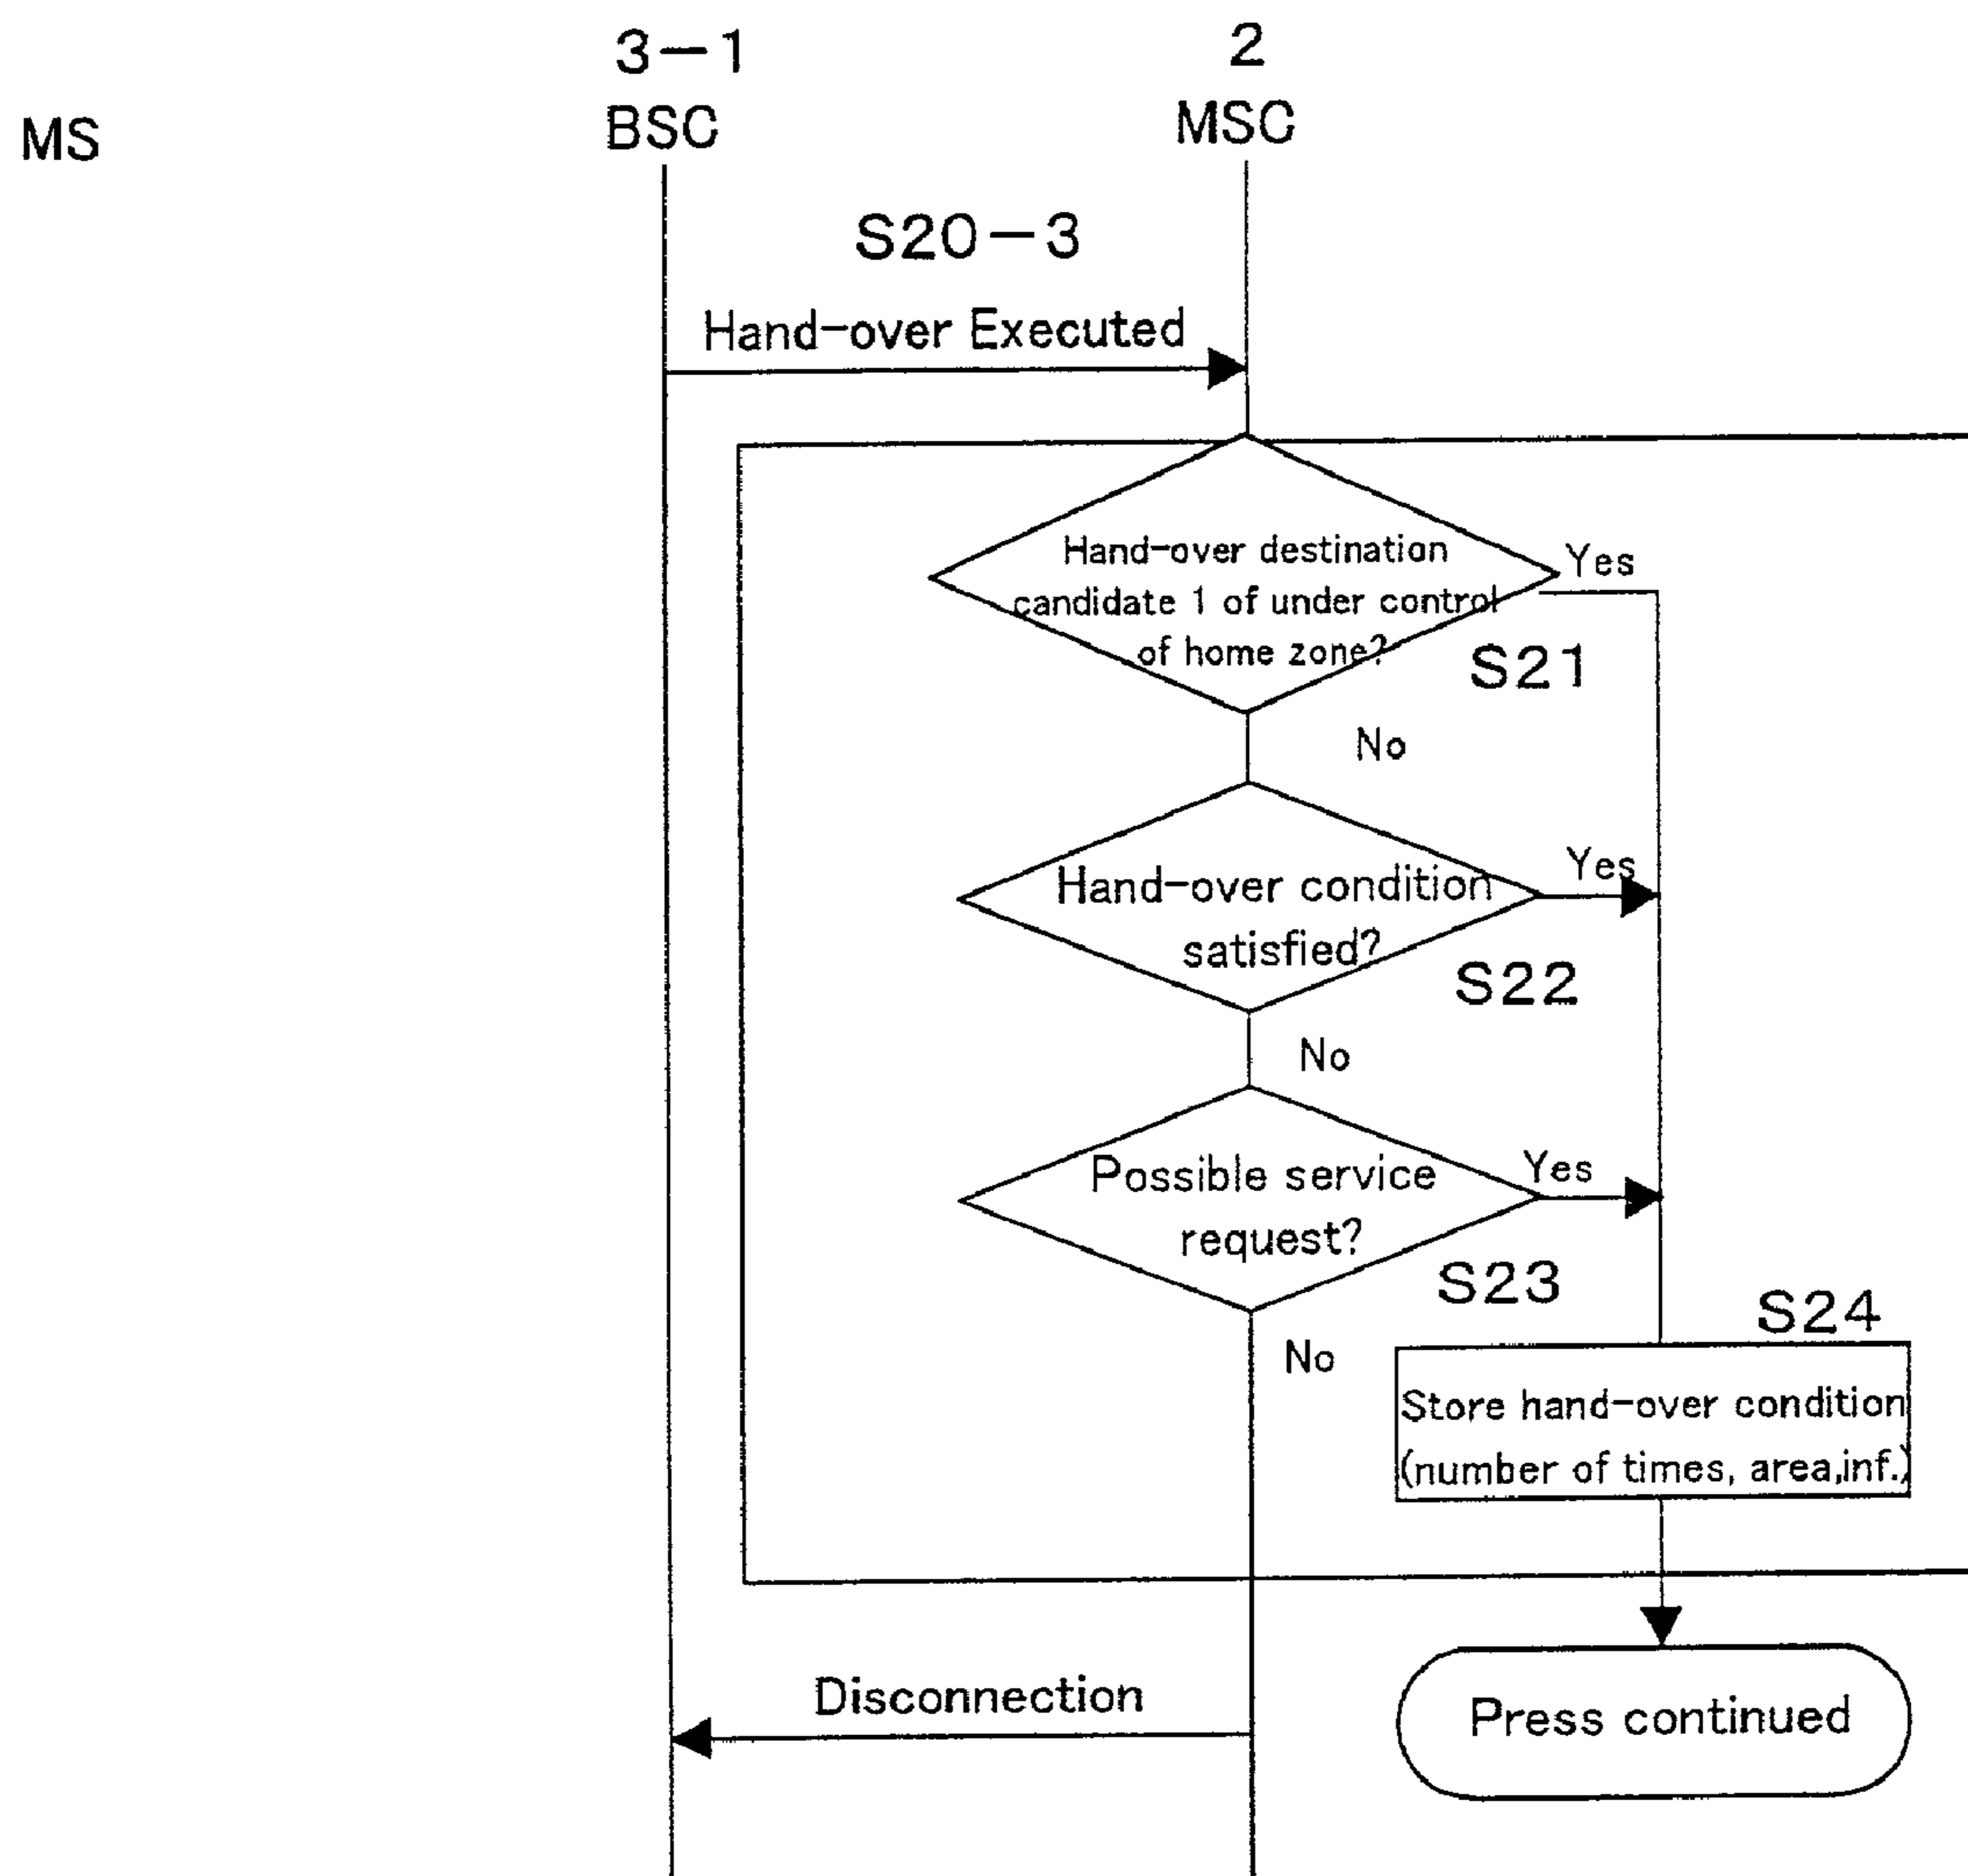 3-1
2
MS
BSC
MSC
S20-3
Hand-over Executed
Hand-over destination
candidate 1 of under control
of home zone?
Yes
S21
No
Hand-over condition
satisfied?
Yes
S22
No
Possible service
request?
Yes
S23
No
S24
Store hand-over condition
(number of times, area,inf.)
Disconnection
Press continued